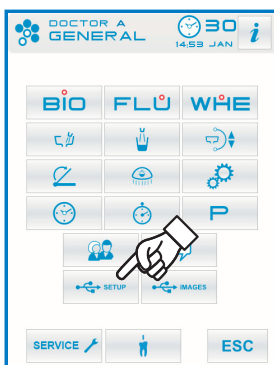 DOCTOR A
GENERAL
30
14:53 JAN
i
BIO FLU WHE
P
SETUP IMAGES
SERVICE ESC